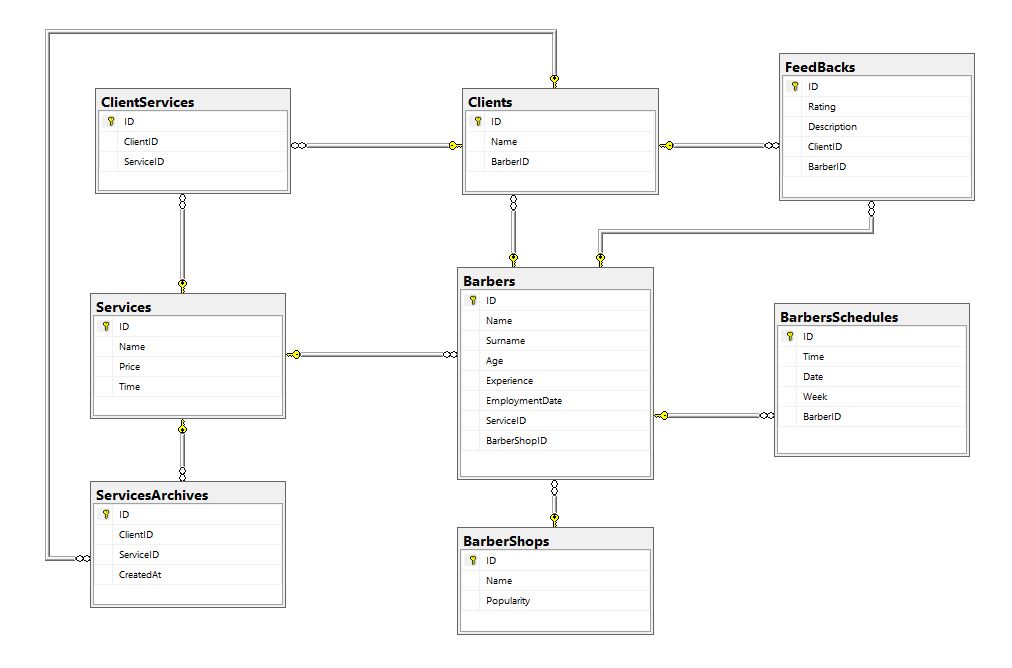 ClientServices
ID
ClientID
ServiceID
Clients
ID
Name
BarberID
FeedBacks
ID
Rating
Description
ClientID
BarberID
Services
ID
Name
Price
Time
Barbers
ID
Name
Surname
Age
Experience
EmploymentDate
ServiceID
BarberShopID
BarbersSchedules
ID
Time
Date
Week
BarberID
ServicesArchives
ID
ClientID
ServiceID
CreatedAt
BarberShops
ID
Name
Popularity